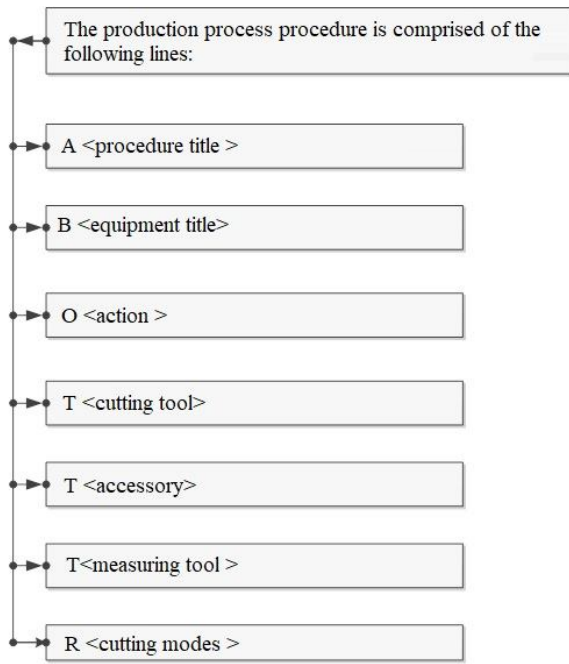 The production process procedure is comprised of the
following lines:
A <procedure title >
B <equipment title>
O <action >
T <cutting tool>
T <accessory>
T<measuring tool >
R <cutting modes >